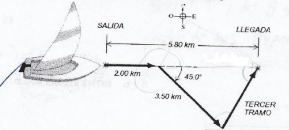 SALIDA
O E
LLEGADA
5.80 km
2.00 km
45.0°
3.50 km
TERCER
TRAMO